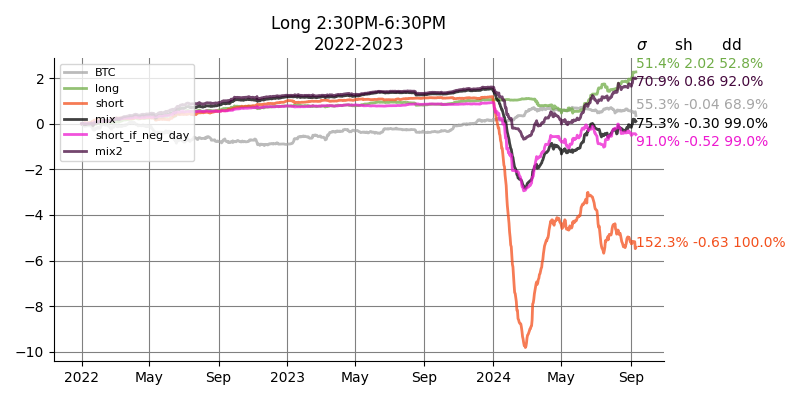 Long 2:30PM-6:30PM
2022-2023
σ sh dd
51.4% 2.02 52.8%
70.9% 0.86 92.0%
55.3% -0.04 68.9%
75.3% -0.30 99.0%
91.0% -0.52 99.0%
152.3% -0.63 100.0%
BTC
long
short
mix
short_if_neg_day
mix2
2
0
−2
−4
−6
−8
−10
2022 May Sep 2023 May Sep 2024 May Sep